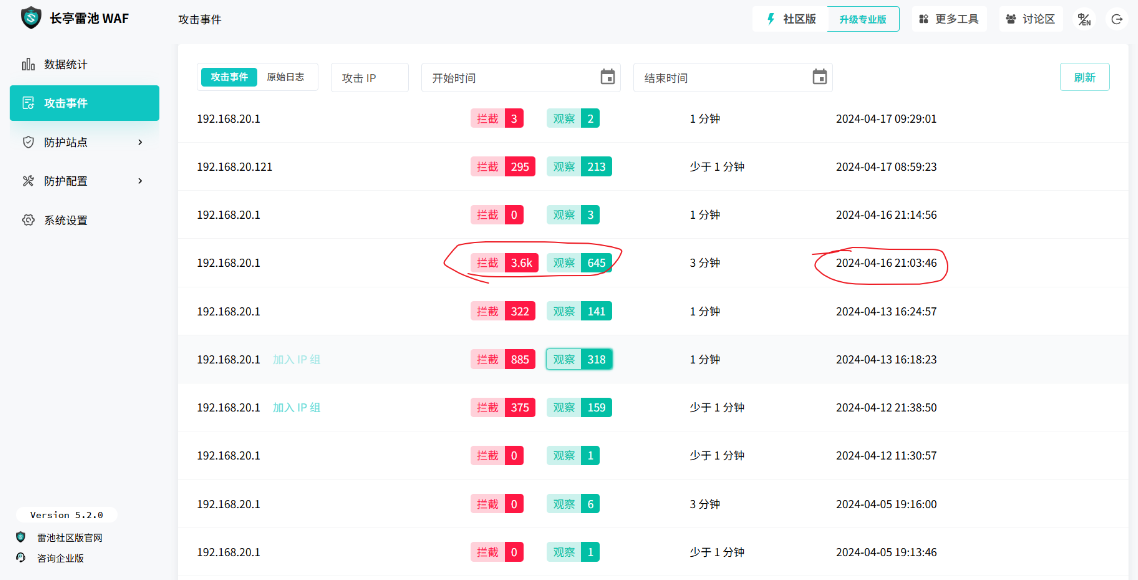 长亭雷池 WAF 攻击事件 社区版 升级专业版 更多工具 讨论区 中/EN
数据统计
攻击事件
防护站点
防护配置
系统设置
攻击事件 原始日志 攻击 IP 开始时间 结束时间 刷新
192.168.20.1 拦截 3 观察 2 1 分钟 2024-04-17 09:29:01
192.168.20.121 拦截 295 观察 213 少于 1 分钟 2024-04-17 08:59:23
192.168.20.1 拦截 0 观察 3 1 分钟 2024-04-16 21:14:56
192.168.20.1 拦截 3.6k 观察 645 3 分钟 2024-04-16 21:03:46
192.168.20.1 拦截 322 观察 141 1 分钟 2024-04-13 16:24:57
192.168.20.1 加入 IP 组 拦截 885 观察 318 1 分钟 2024-04-13 16:18:23
192.168.20.1 加入 IP 组 拦截 375 观察 159 少于 1 分钟 2024-04-12 21:38:50
192.168.20.1 拦截 0 观察 1 少于 1 分钟 2024-04-12 11:30:57
192.168.20.1 拦截 0 观察 6 3 分钟 2024-04-05 19:16:00
192.168.20.1 拦截 0 观察 1 少于 1 分钟 2024-04-05 19:13:46
Version 5.2.0
雷池社区版官网
咨询企业版